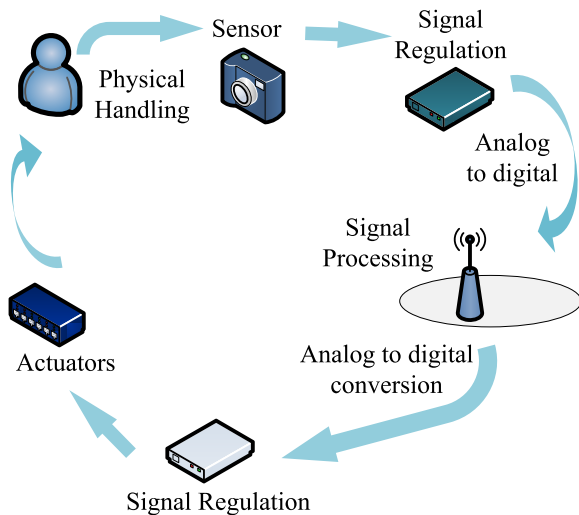 Sensor
Signal
Regulation
Physical
Handling
Analog
to digital
Signal
Processing
Analog to digital
conversion
Actuators
Signal Regulation